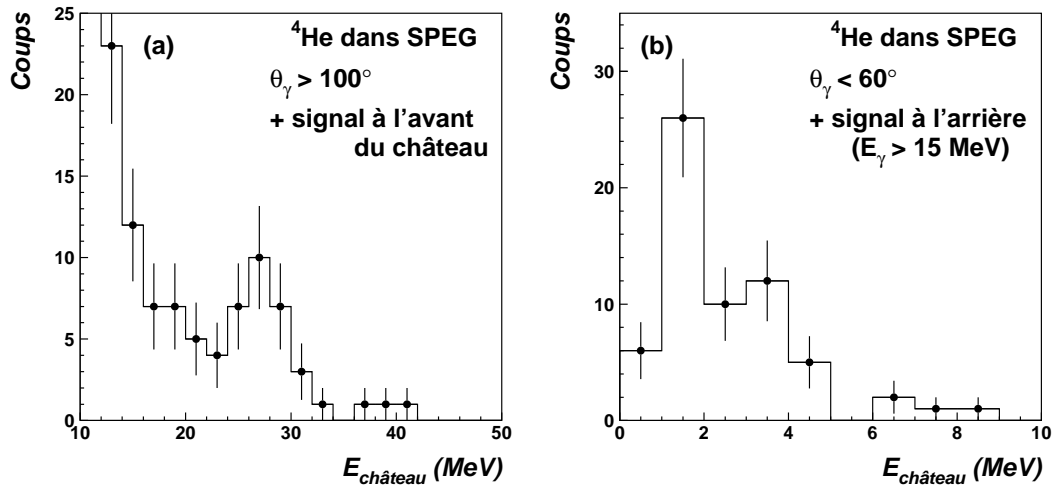 Coups
25
20
15
10
5
0
(a)
⁴He dans SPEG
θγ > 100°
+ signal à l'avant
du château
10 20 30 40 50
E château (MeV)
Coups
30
20
10
0
(b)
⁴He dans SPEG
θγ < 60°
+ signal à l'arrière
(Eγ > 15 MeV)
0 2 4 6 8 10
E château (MeV)